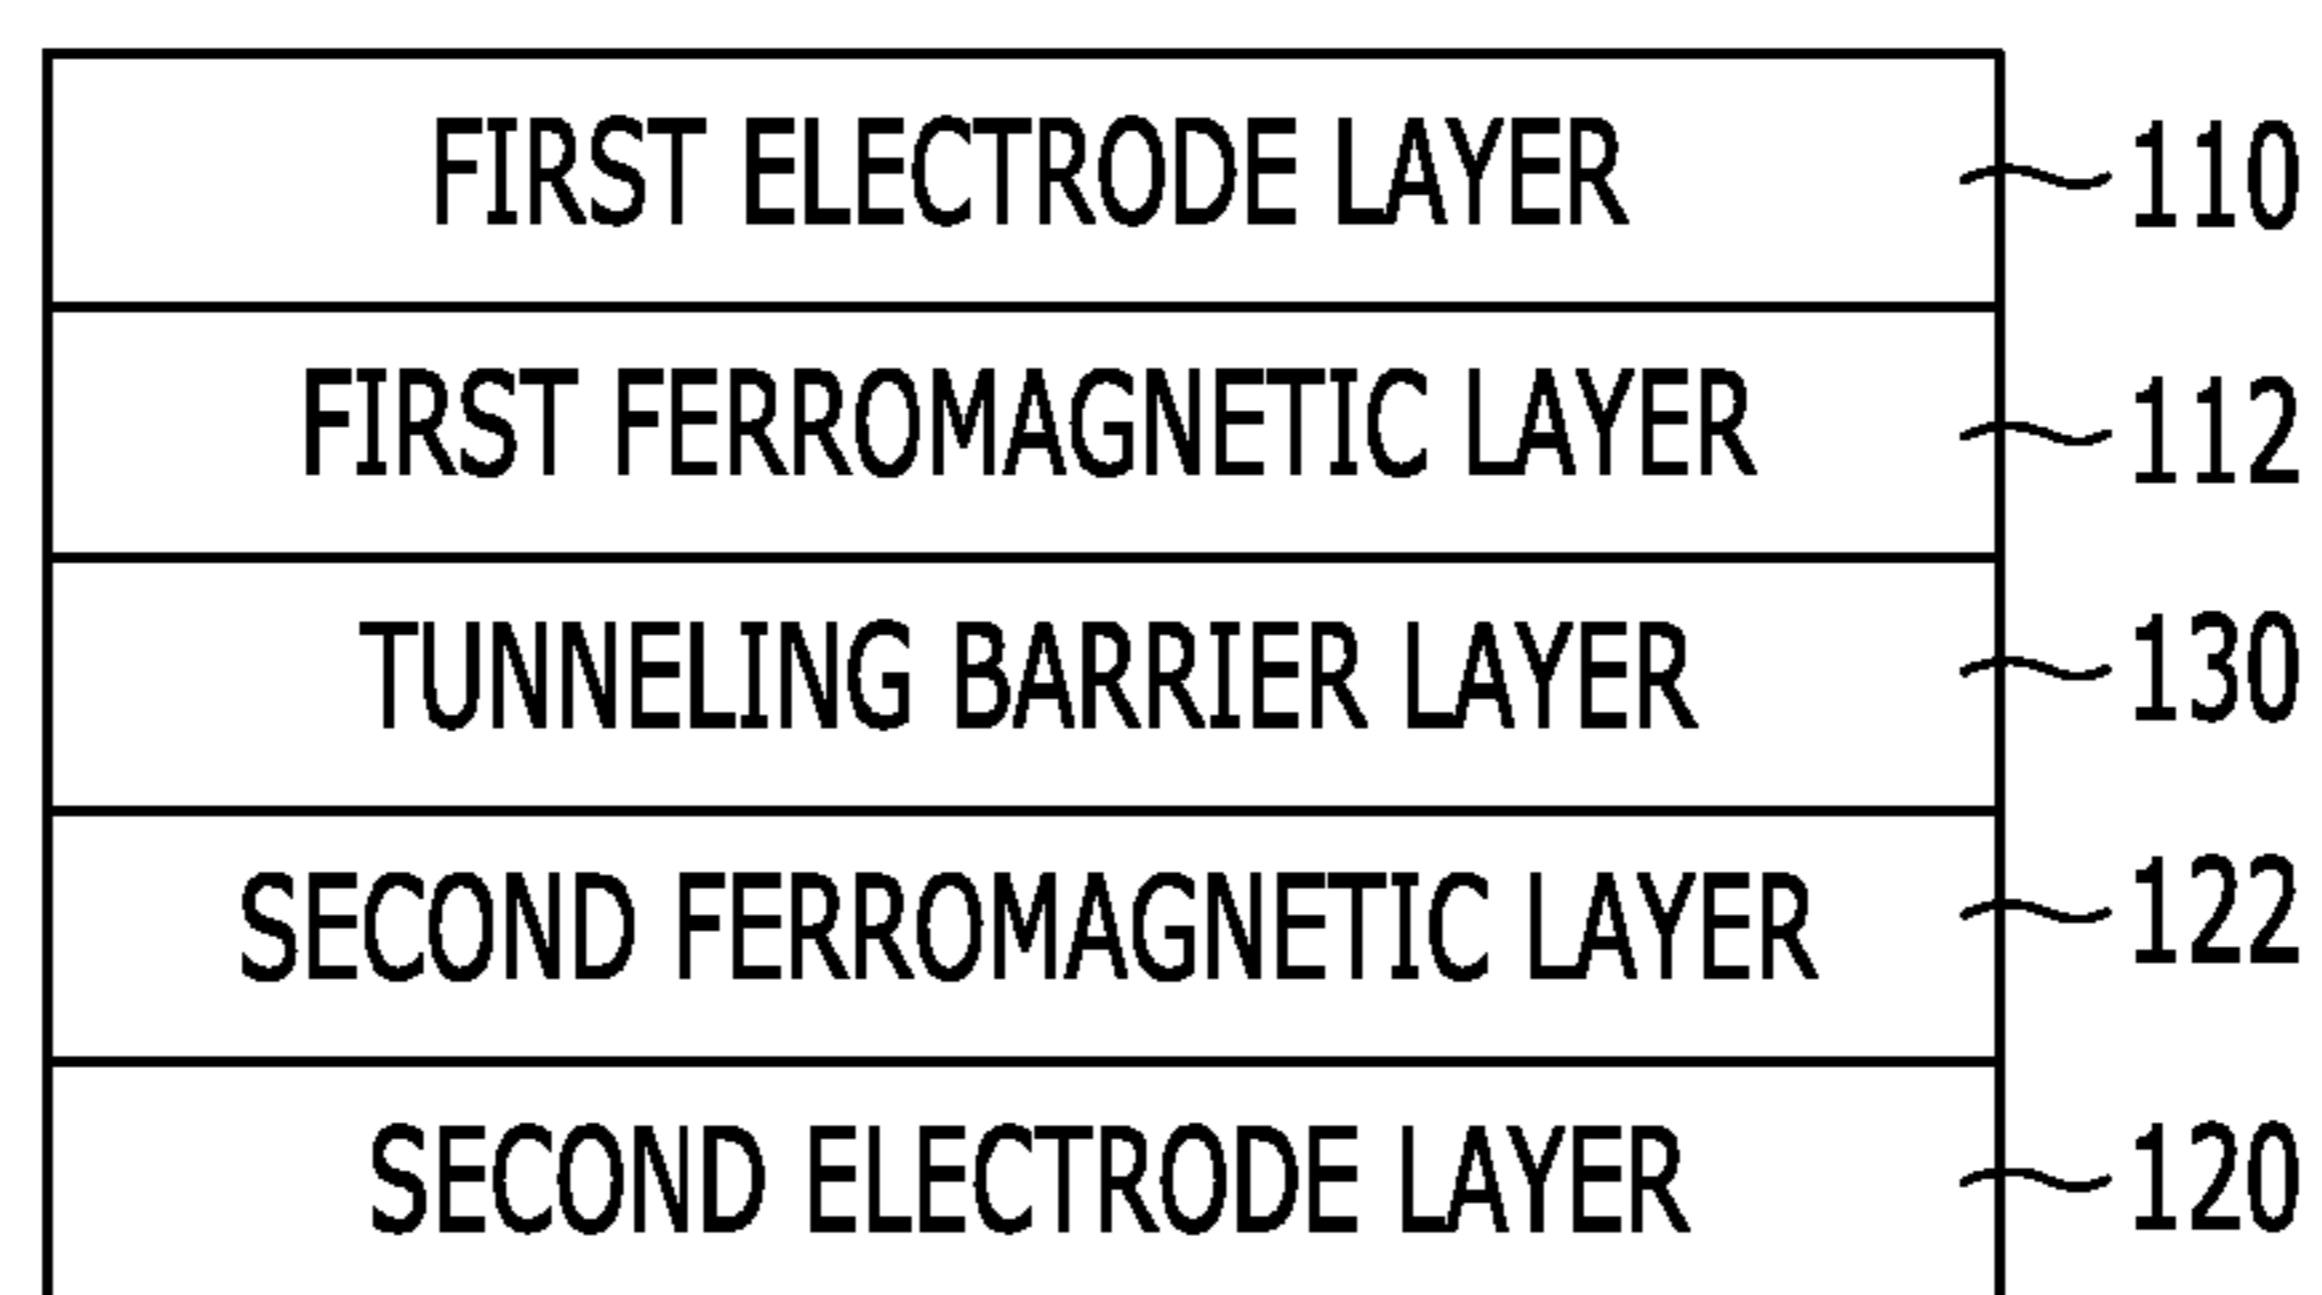 FIRST ELECTRODE LAYER 110
FIRST FERROMAGNETIC LAYER 112
TUNNELING BARRIER LAYER 130
SECOND FERROMAGNETIC LAYER 122
SECOND ELECTRODE LAYER 120